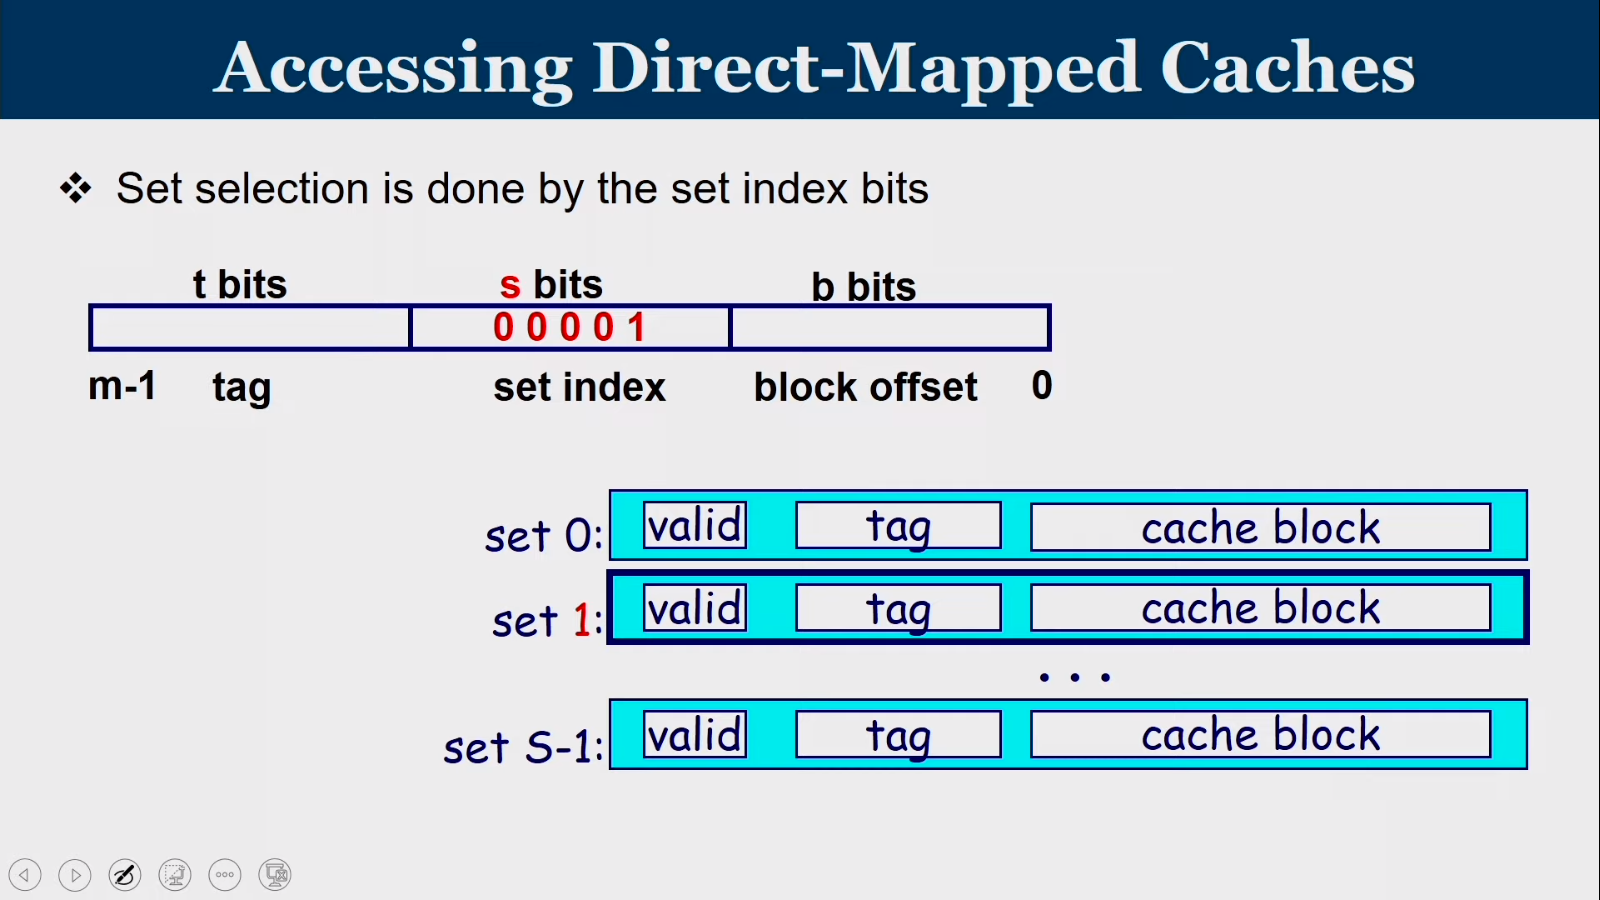 Accessing Direct-Mapped Caches
❖ Set selection is done by the set index bits
t bits s bits b bits
0 0 0 0 1
m-1 tag set index block offset 0
set 0: valid tag cache block
set 1: valid tag cache block
. . .
set S-1: valid tag cache block